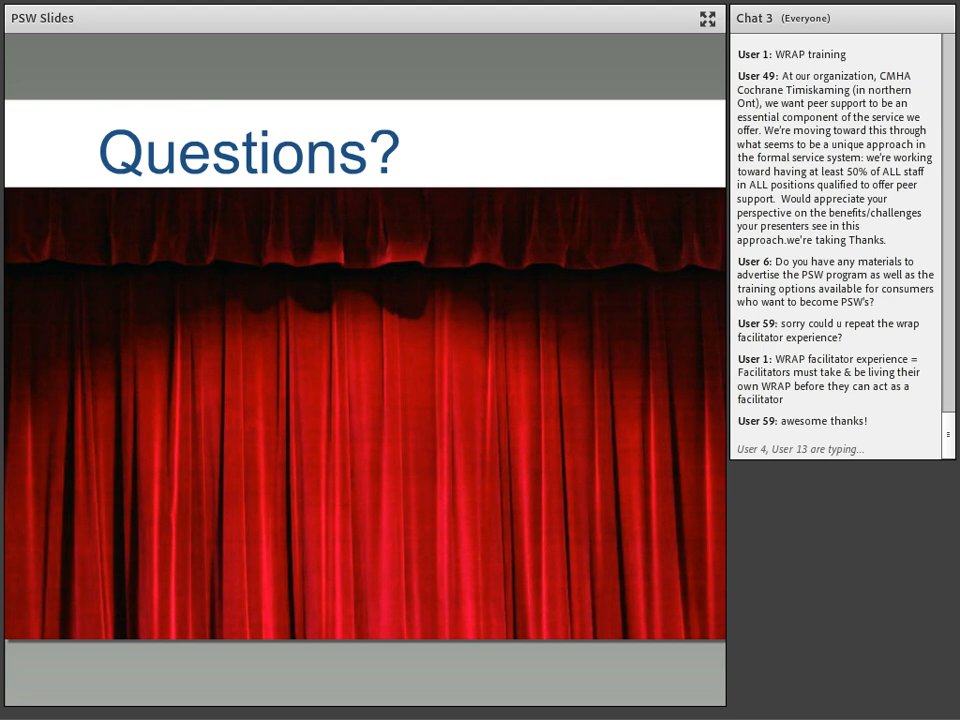 PSW Slides
Questions?
Chat 3 (Everyone)
User 1: WRAP training
User 49: At our organization, CMHA
Cochrane Timiskaming (in northern
Ont), we want peer support to be an
essential component of the service we
offer. We're moving toward this through
what seems to be a unique approach in
the formal service system: we're working
toward having at least 50% of ALL staff
in ALL positions qualified to offer peer
support.  Would appreciate your
perspective on the benefits/challenges
your presenters see in this
approach.we're taking Thanks.
User 6: Do you have any materials to
advertise the PSW program as well as the
training options available for consumers
who want to become PSW's?
User 59: sorry could u repeat the wrap
facilitator experience?
User 1: WRAP facilitator experience =
Facilitators must take & be living their
own WRAP before they can act as a
facilitator
User 59: awesome thanks!
User 4, User 13 are typing...